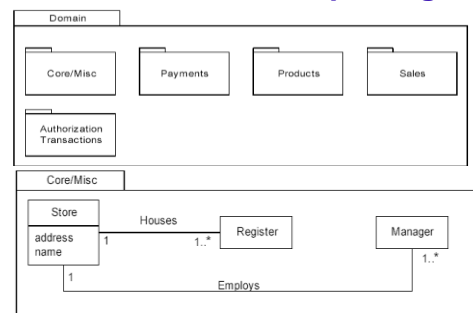 Domain
Core/Misc
Payments
Products
Sales
Authorization
Transactions
Core/Misc
Store
address
name
Houses
1
1..*
Register
Manager
1..*
1
Employs